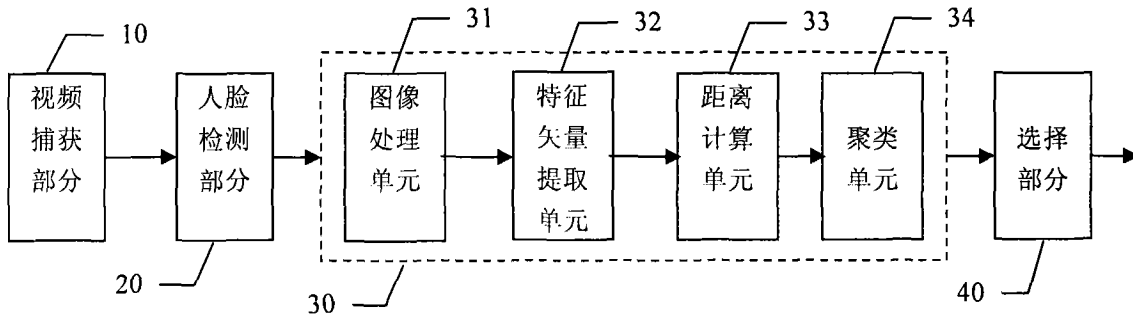 10
31
32
33
34
视频
捕获
部分
人脸
检测
部分
图像
处理
单元
特征
矢量
提取
单元
距离
计算
单元
聚类
单元
选择
部分
20
30
40